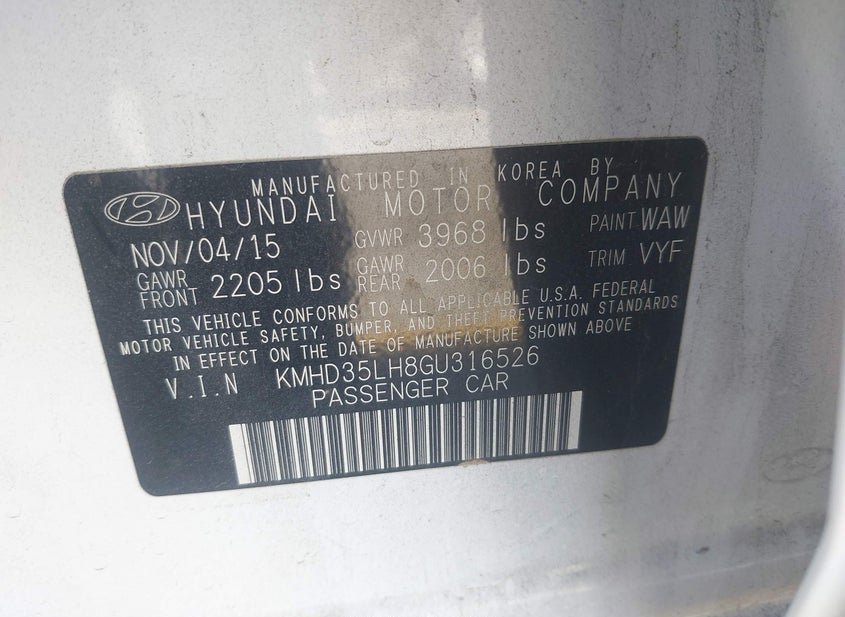 MANUFACTURED IN KOREA BY
HYUNDAI MOTOR COMPANY
NOV/04/15 GVWR 3968 lbs PAINT WAW
GAWR FRONT 2205 lbs GAWR REAR 2006 lbs TRIM VYF
THIS VEHICLE CONFORMS TO ALL APPLICABLE U.S.A. FEDERAL
MOTOR VEHICLE SAFETY, BUMPER, AND THEFT PREVENTION STANDARDS
IN EFFECT ON THE DATE OF MANUFACTURE SHOWN ABOVE
V.I.N KMHD35LH8GU316526
PASSENGER CAR